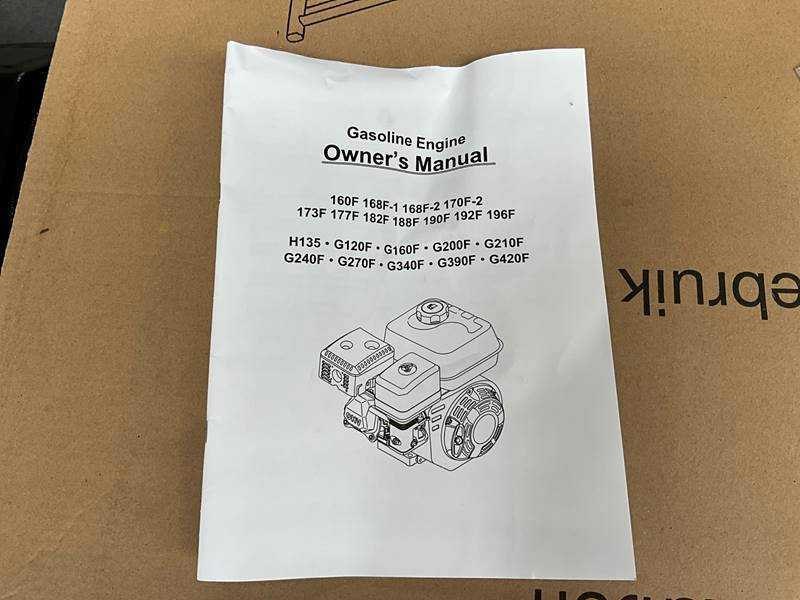 Gasoline Engine
Owner's Manual
160F 168F-1 168F-2 170F-2
173F 177F 182F 188F 190F 192F 196F
H135 · G120F · G160F · G200F · G210F
G240F · G270F · G340F · G390F · G420F
ebruik